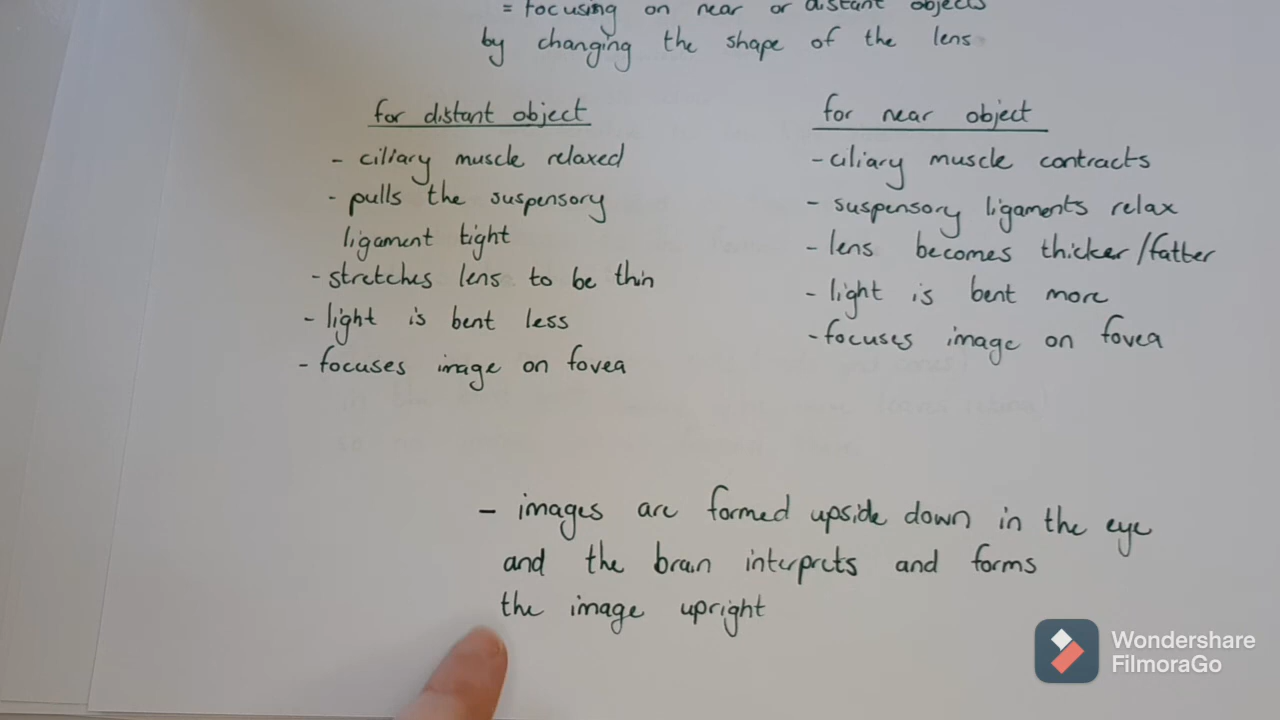 = focusing on near or distant objects
by changing the shape of the lens
for distant object
- ciliary muscle relaxed
- pulls the suspensory
ligament tight
- stretches lens to be thin
- light is bent less
- focuses image on fovea
for near object
- ciliary muscle contracts
- suspensory ligaments relax
- lens becomes thicker/fatter
- light is bent more
- focuses image on fovea
- images are formed upside down in the eye
and the brain interprets and forms
the image upright
Wondershare
FilmoraGo